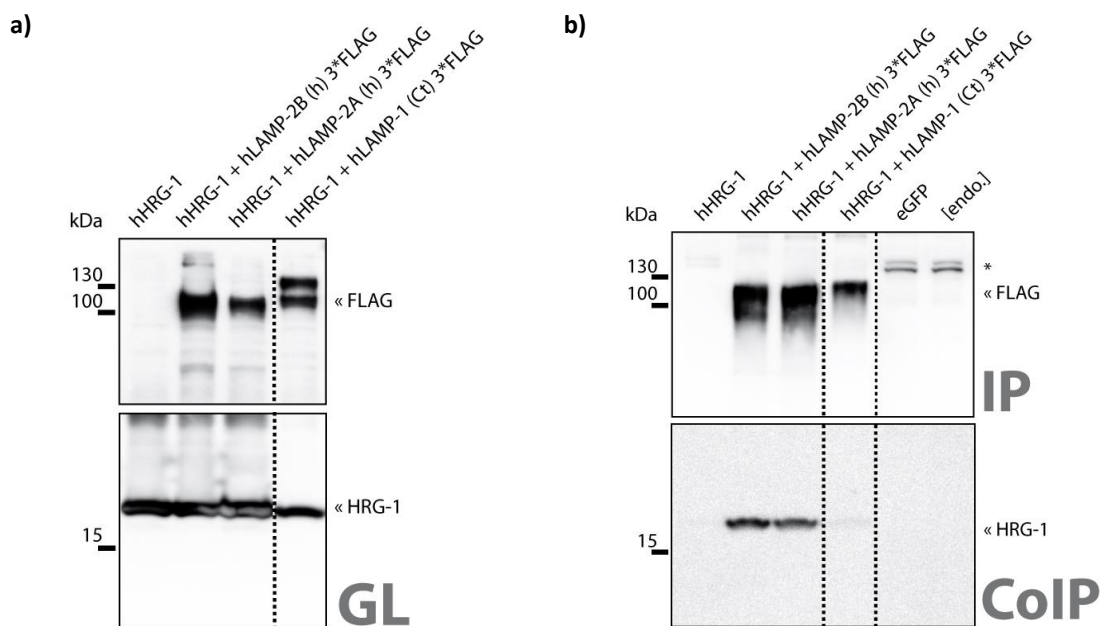 a)
hHRG-1
hHRG-1 + hLAMP-2B (h) 3*FLAG
hHRG-1 + hLAMP-2A (h) 3*FLAG
hHRG-1 + hLAMP-1 (Ct) 3*FLAG
kDa
130
100
« FLAG
« HRG-1
15
GL
b)
hHRG-1
hHRG-1 + hLAMP-2B (h) 3*FLAG
hHRG-1 + hLAMP-2A (h) 3*FLAG
hHRG-1 + hLAMP-1 (Ct) 3*FLAG
eGFP
[endo.]
kDa
130
100
*
« FLAG
IP
« HRG-1
15
CoIP